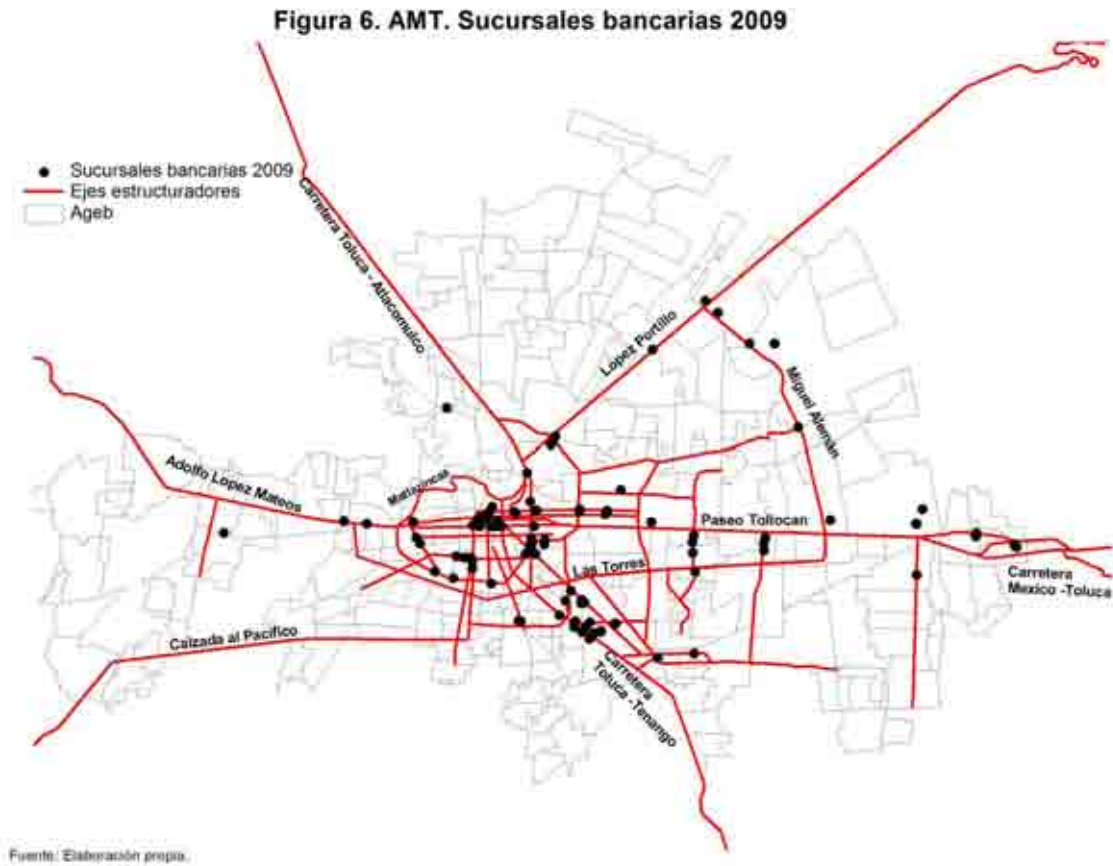 Figura 6. AMT. Sucursales bancarias 2009
Sucursales bancarias 2009
Ejes estructuradores
Ageb
Carretera Toluca - Atlacomulco
Lopez Portillo
Miguel Aleman
Adolfo Lopez Mateos
Matlazincas
Paseo Tollocan
Las Torres
Carretera
Mexico -Toluca
Calzada al Pacifico
Carretera
Toluca -Tenango
Fuente: Elaboración propia.